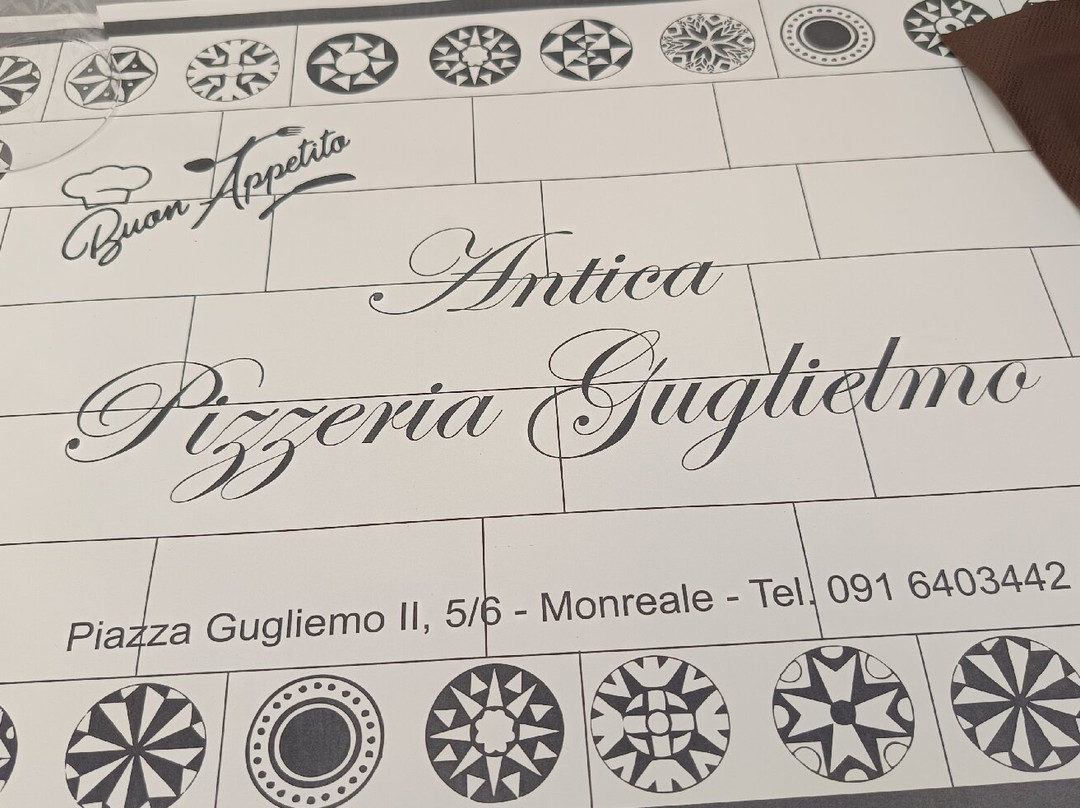 Buon Appetito
Antica
Pizzeria Guglielmo
Piazza Gugliemo II, 5/6 - Monreale - Tel. 091 6403442